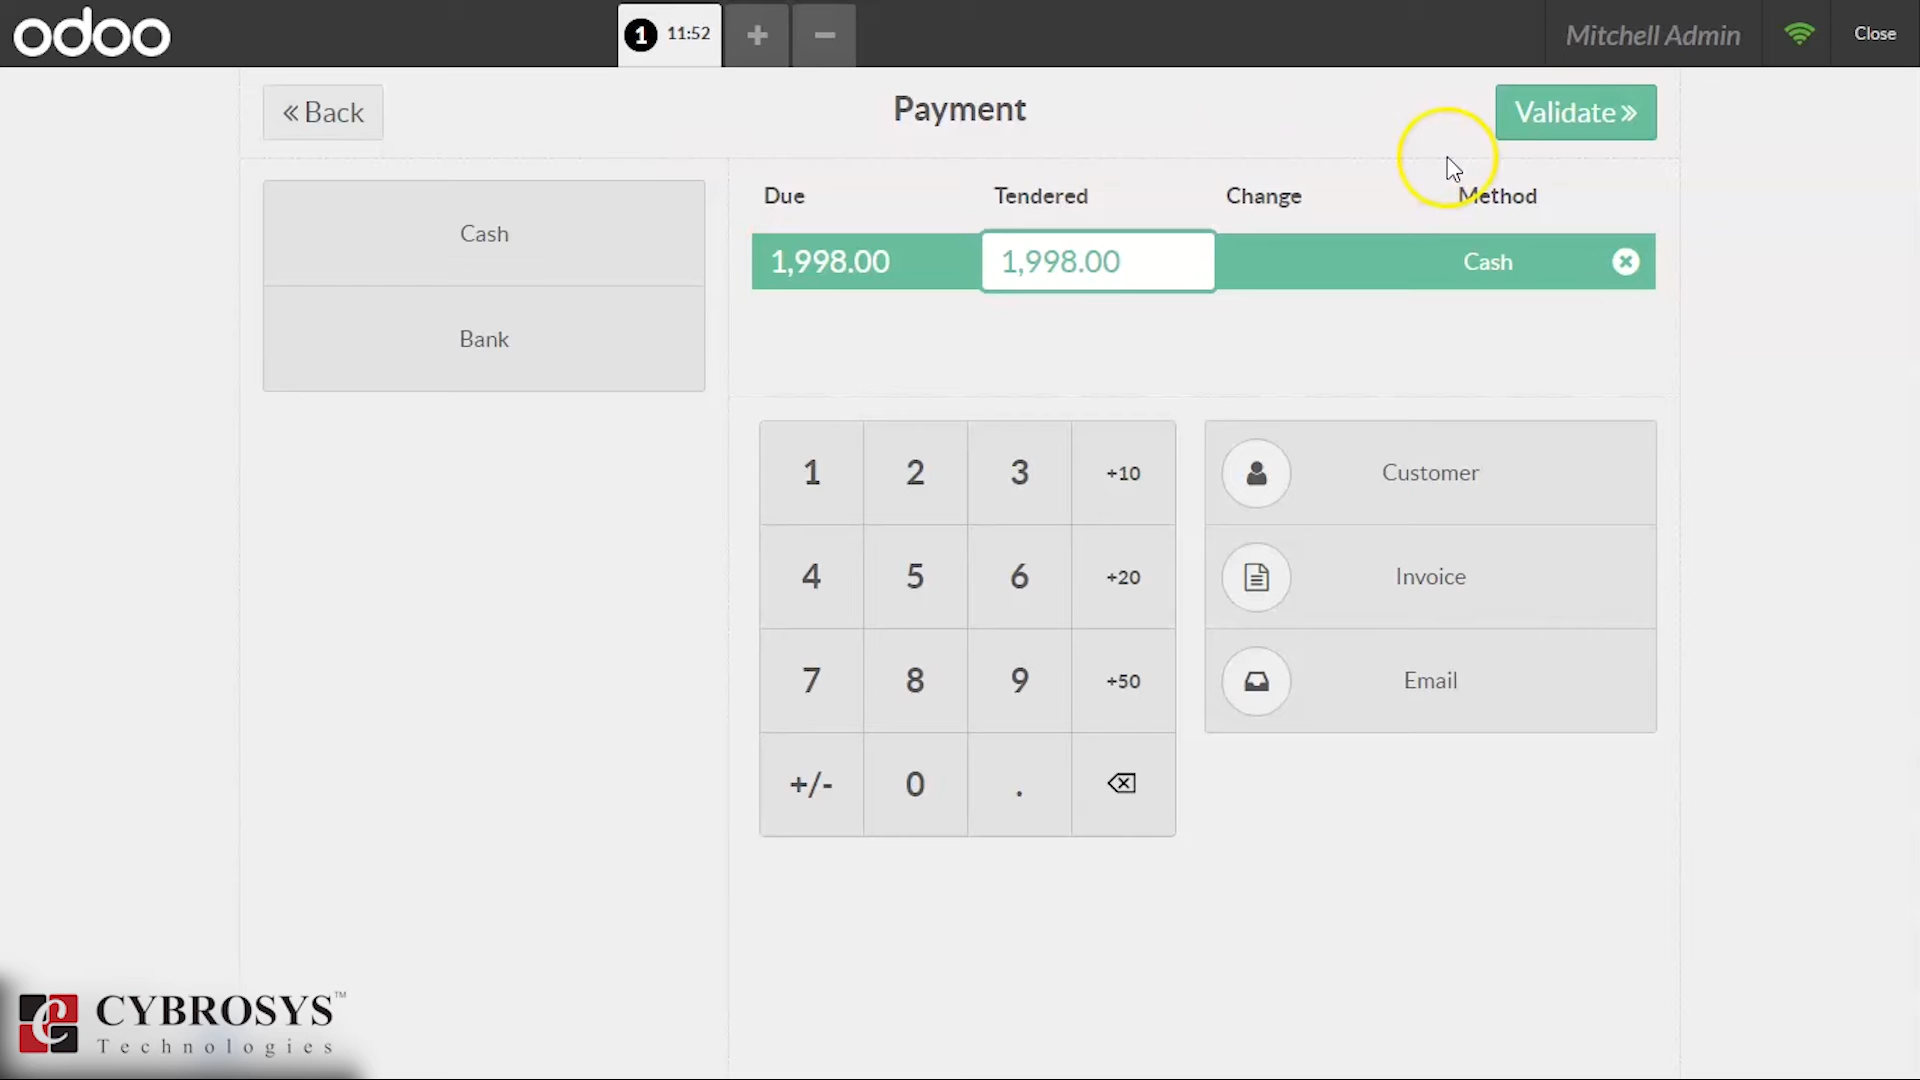 odoo
1 11:52 + −
Mitchell Admin
Close
« Back
Payment
Validate »
Cash
Bank
Due Tendered Change Method
1,998.00 1,998.00 Cash
1 2 3 +10
4 5 6 +20
7 8 9 +50
+/- 0 .
Customer
Invoice
Email
CYBROSYS™
Technologies